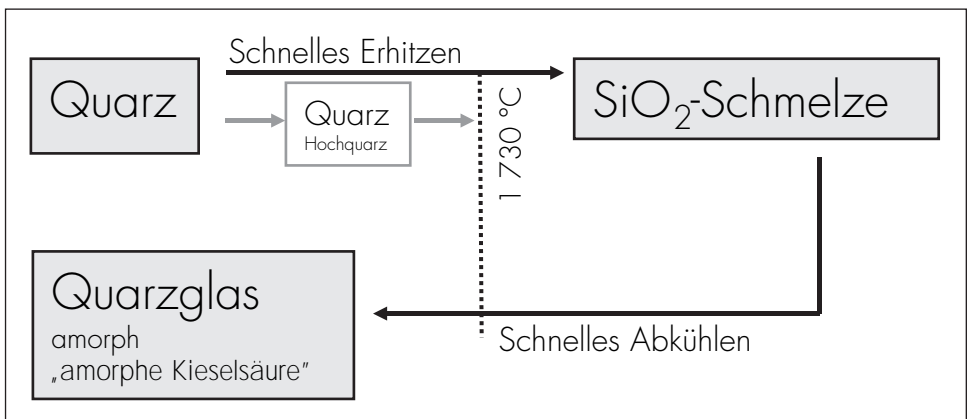 Schnelles Erhitzen
Quarz
Quarz
Hochquarz
1 730 °C
SiO₂-Schmelze
Quarzglas
amorph
„amorphe Kieselsäure”
Schnelles Abkühlen